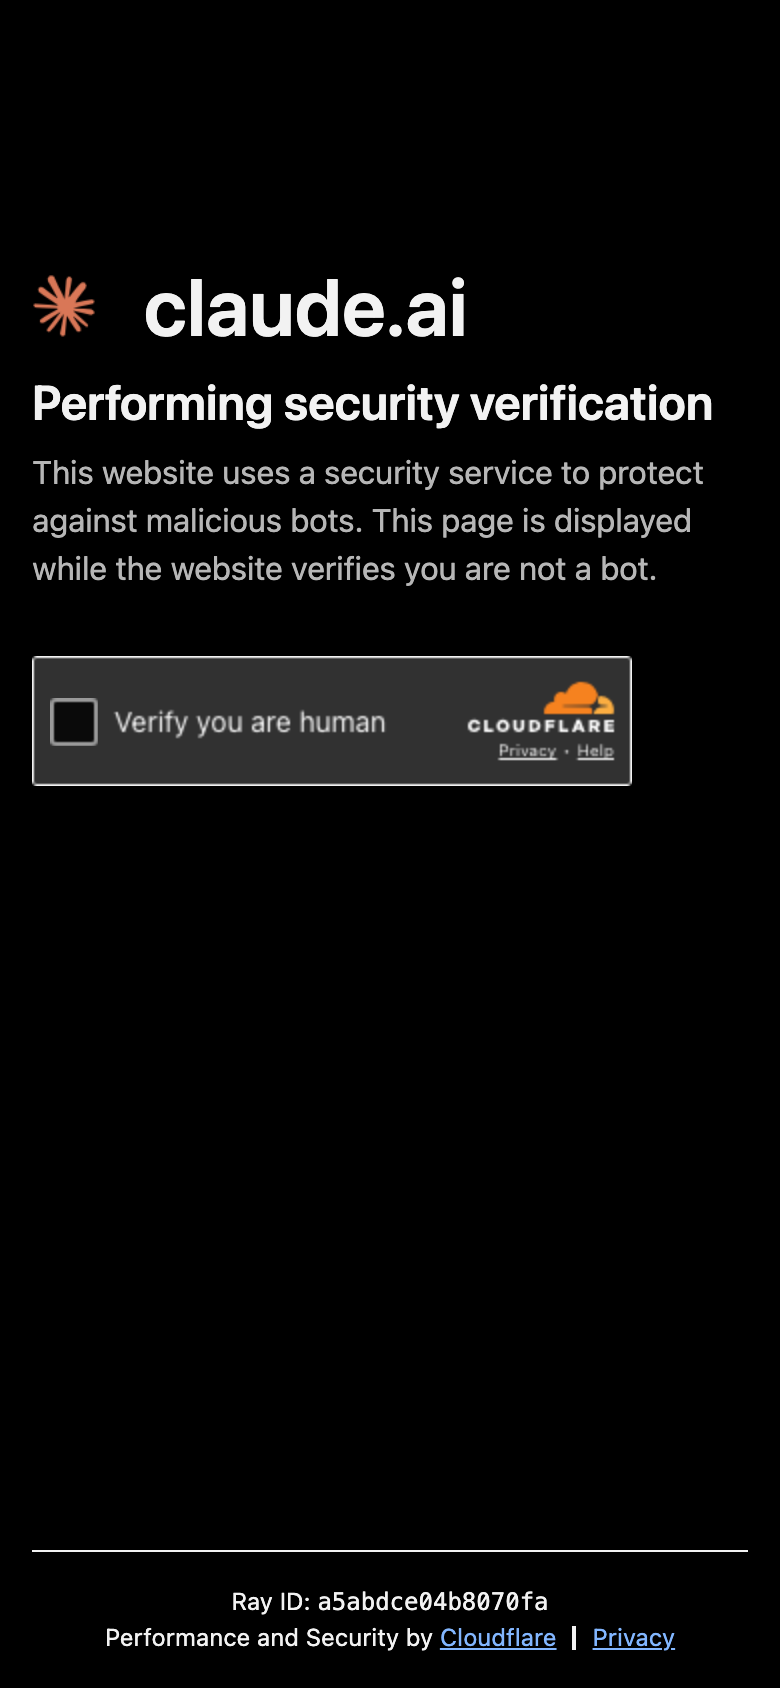 claude.ai
Performing security verification
This website uses a security service to protect
against malicious bots. This page is displayed
while the website verifies you are not a bot.
Verify you are human
CLOUDFLARE
Privacy • Help
Ray ID: a5abdce04b8070fa
Performance and Security by Cloudflare | Privacy